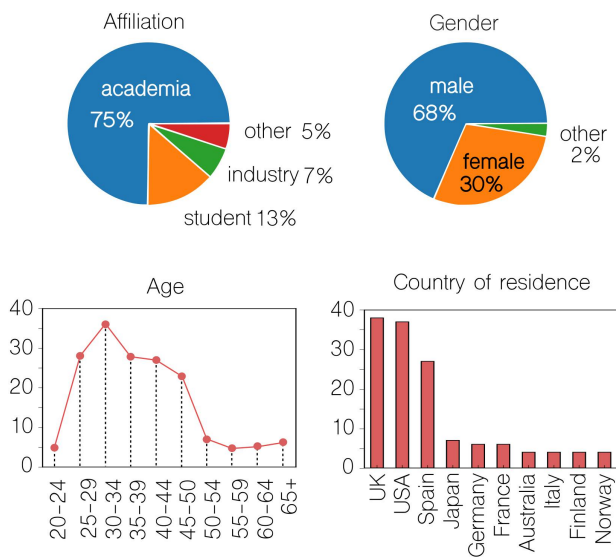 Affiliation
academia
75%
other 5%
industry 7%
student 13%
Gender
male
68%
other
2%
female
30%
Age
40
30
20
10
0
20-24
25-29
30-34
35-39
40-44
45-50
50-54
55-59
60-64
65+
Country of residence
40
30
20
10
0
UK
USA
Spain
Japan
Germany
France
Australia
Italy
Finland
Norway